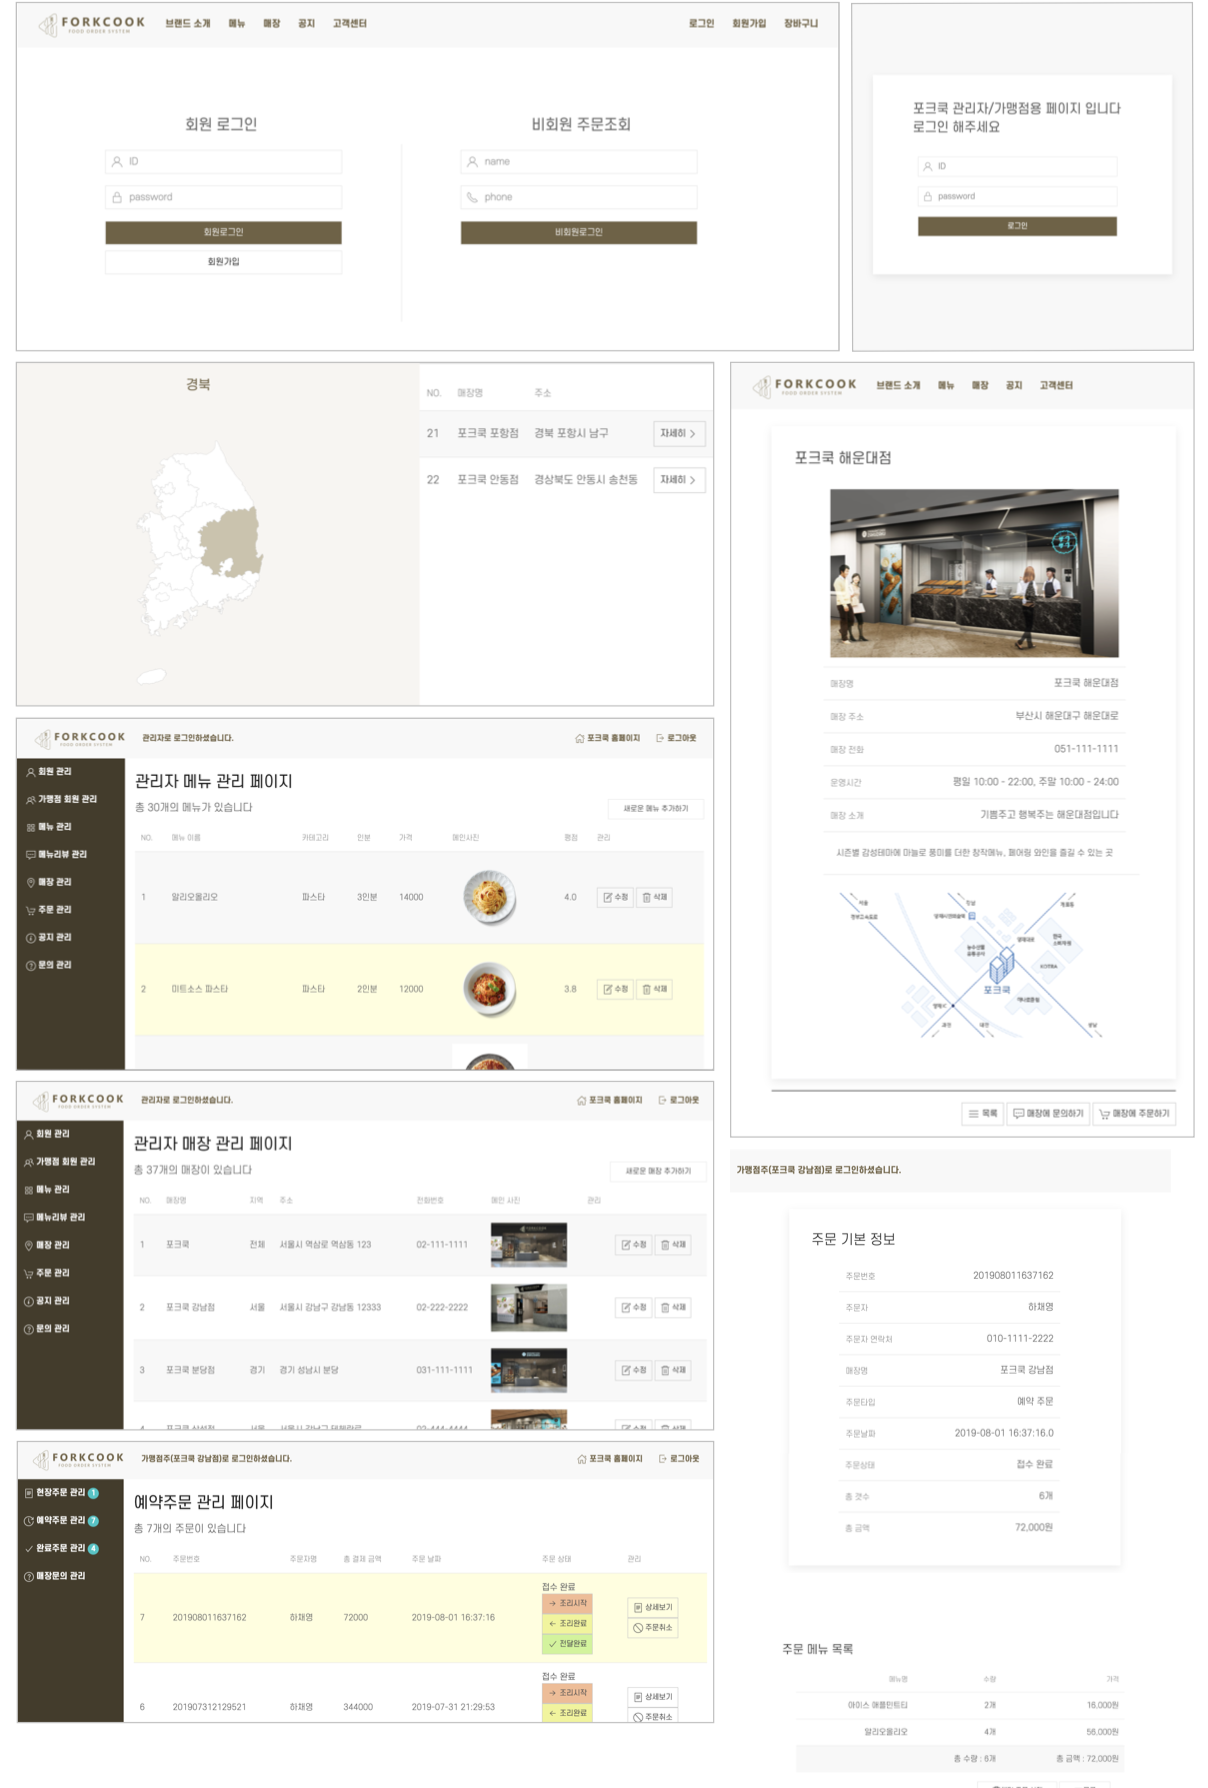 FORKCOOK
FOOD ORDER SYSTEM
브랜드 소개 메뉴 매장 공지 고객센터
로그인 회원가입 장바구니
회원 로그인
ID
password
회원로그인
회원가입
비회원 주문조회
name
phone
비회원로그인
포크쿡 관리자/가맹점용 페이지 입니다
로그인 해주세요
ID
password
로그인
경북
NO. 매장명 주소
21 포크쿡 포항점 경북 포항시 남구 자세히 >
22 포크쿡 안동점 경상북도 안동시 송천동 자세히 >
FORKCOOK
FOOD ORDER SYSTEM
브랜드 소개 메뉴 매장 공지 고객센터
포크쿡 해운대점
매장명 포크쿡 해운대점
매장 주소 부산시 해운대구 해운대로
매장 전화 051-111-1111
운영시간 평일 10:00 - 22:00, 주말 10:00 - 24:00
매장 소개 기쁨주고 행복주는 해운대점입니다
시즌별 감성테마에 마늘로 풍미를 더한 창작메뉴, 페어링 와인을 즐길 수 있는 곳
포크쿡
KOTRA
목록 매장에 문의하기 매장에 주문하기
FORKCOOK
FOOD ORDER SYSTEM
관리자로 로그인하셨습니다.
포크쿡 홈페이지 로그아웃
회원 관리
가맹점 회원 관리
메뉴 관리
메뉴리뷰 관리
매장 관리
주문 관리
공지 관리
문의 관리
관리자 메뉴 관리 페이지
총 30개의 메뉴가 있습니다
새로운 메뉴 추가하기
NO. 메뉴 이름 카테고리 인분 가격 메인사진 평점 관리
1 알리오올리오 파스타 3인분 14000 4.0 수정 삭제
2 미트소스 파스타 파스타 2인분 12000 3.8 수정 삭제
FORKCOOK
FOOD ORDER SYSTEM
관리자로 로그인하셨습니다.
포크쿡 홈페이지 로그아웃
회원 관리
가맹점 회원 관리
메뉴 관리
메뉴리뷰 관리
매장 관리
주문 관리
공지 관리
문의 관리
관리자 매장 관리 페이지
총 37개의 매장이 있습니다
새로운 매장 추가하기
NO. 매장명 지역 주소 전화번호 메인 사진 관리
1 포크쿡 전체 서울시 역삼로 역삼동 123 02-111-1111 수정 삭제
2 포크쿡 강남점 서울 서울시 강남구 강남동 12333 02-222-2222 수정 삭제
3 포크쿡 분당점 경기 경기 성남시 분당 031-111-1111 수정 삭제
FORKCOOK
FOOD ORDER SYSTEM
가맹점주(포크쿡 강남점)로 로그인하셨습니다.
포크쿡 홈페이지 로그아웃
현장주문 관리 1
예약주문 관리 7
완료주문 관리 4
매장문의 관리
예약주문 관리 페이지
총 7개의 주문이 있습니다
NO. 주문번호 주문자명 총 결제 금액 주문 날짜 주문 상태 관리
접수 완료
7 201908011637162 하채영 72000 2019-08-01 16:37:16
→ 조리시작
← 조리완료
✓ 전달완료
상세보기
주문취소
접수 완료
6 201907312129521 하채영 344000 2019-07-31 21:29:53
→ 조리시작
← 조리완료
상세보기
주문취소
가맹점주(포크쿡 강남점)로 로그인하셨습니다.
주문 기본 정보
주문번호 201908011637162
주문자 하채영
주문자 연락처 010-1111-2222
매장명 포크쿡 강남점
주문타입 예약 주문
주문날짜 2019-08-01 16:37:16.0
주문상태 접수 완료
총 갯수 6개
총 금액 72,000원
주문 메뉴 목록
메뉴명 수량 가격
아이스 애플민트티 2개 16,000원
알리오올리오 4개 56,000원
총 수량 : 6개 총 금액 : 72,000원